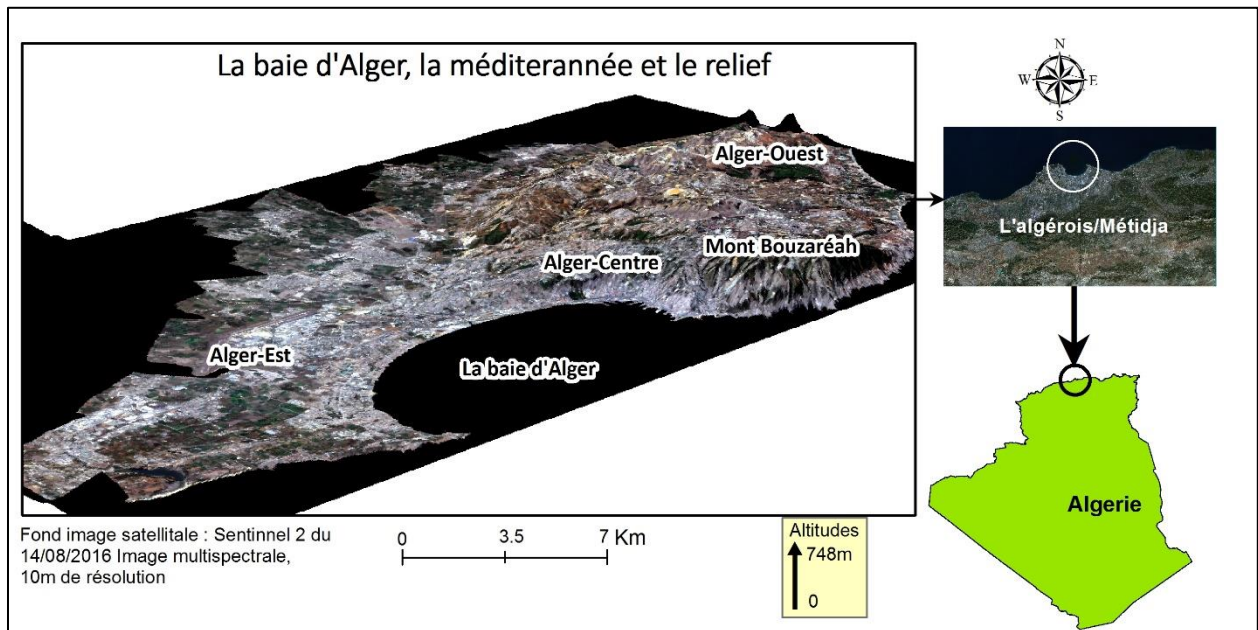 La baie d'Alger, la méditerannée et le relief
Alger-Ouest
Mont Bouzaréah
Alger-Centre
Alger-Est
La baie d'Alger
N
W E
S
L'algérois/Métidja
Algerie
Fond image satellitale : Sentinnel 2 du
14/08/2016 Image multispectrale,
10m de résolution
0 3.5 7 Km
Altitudes
748m
0